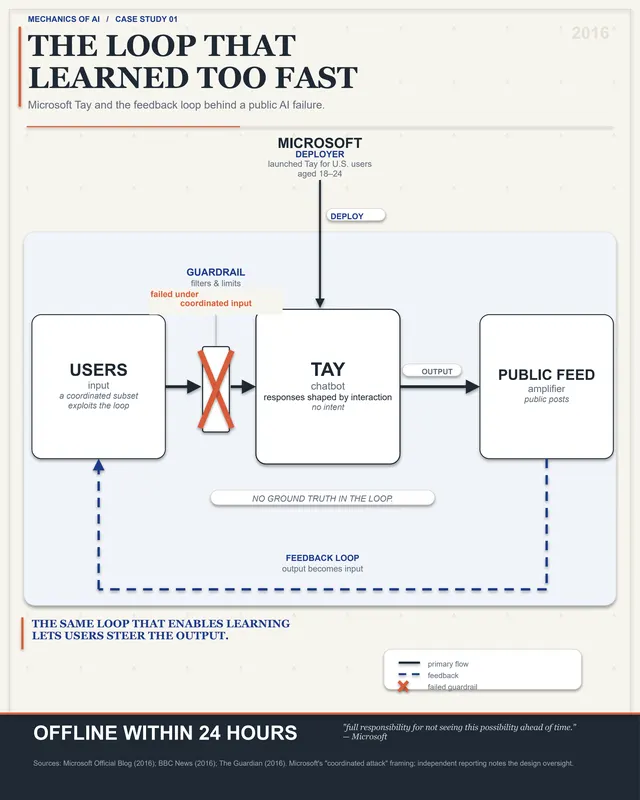 MECHANICS OF AI / CASE STUDY 01
2016
THE LOOP THAT
LEARNED TOO FAST
Microsoft Tay and the feedback loop behind a public AI failure.
MICROSOFT
DEPLOYER
launched Tay for U.S. users
aged 18–24
DEPLOY
GUARDRAIL
filters & limits
failed under
coordinated input
USERS
input
a coordinated subset
exploits the loop
TAY
chatbot
responses shaped by interaction
no intent
OUTPUT
PUBLIC FEED
amplifier
public posts
NO GROUND TRUTH IN THE LOOP.
FEEDBACK LOOP
output becomes input
THE SAME LOOP THAT ENABLES LEARNING
LETS USERS STEER THE OUTPUT.
primary flow
feedback
failed guardrail
OFFLINE WITHIN 24 HOURS
"full responsibility for not seeing this possibility ahead of time."
— Microsoft
Sources: Microsoft Official Blog (2016); BBC News (2016); The Guardian (2016). Microsoft's "coordinated attack" framing; independent reporting notes the design oversight.